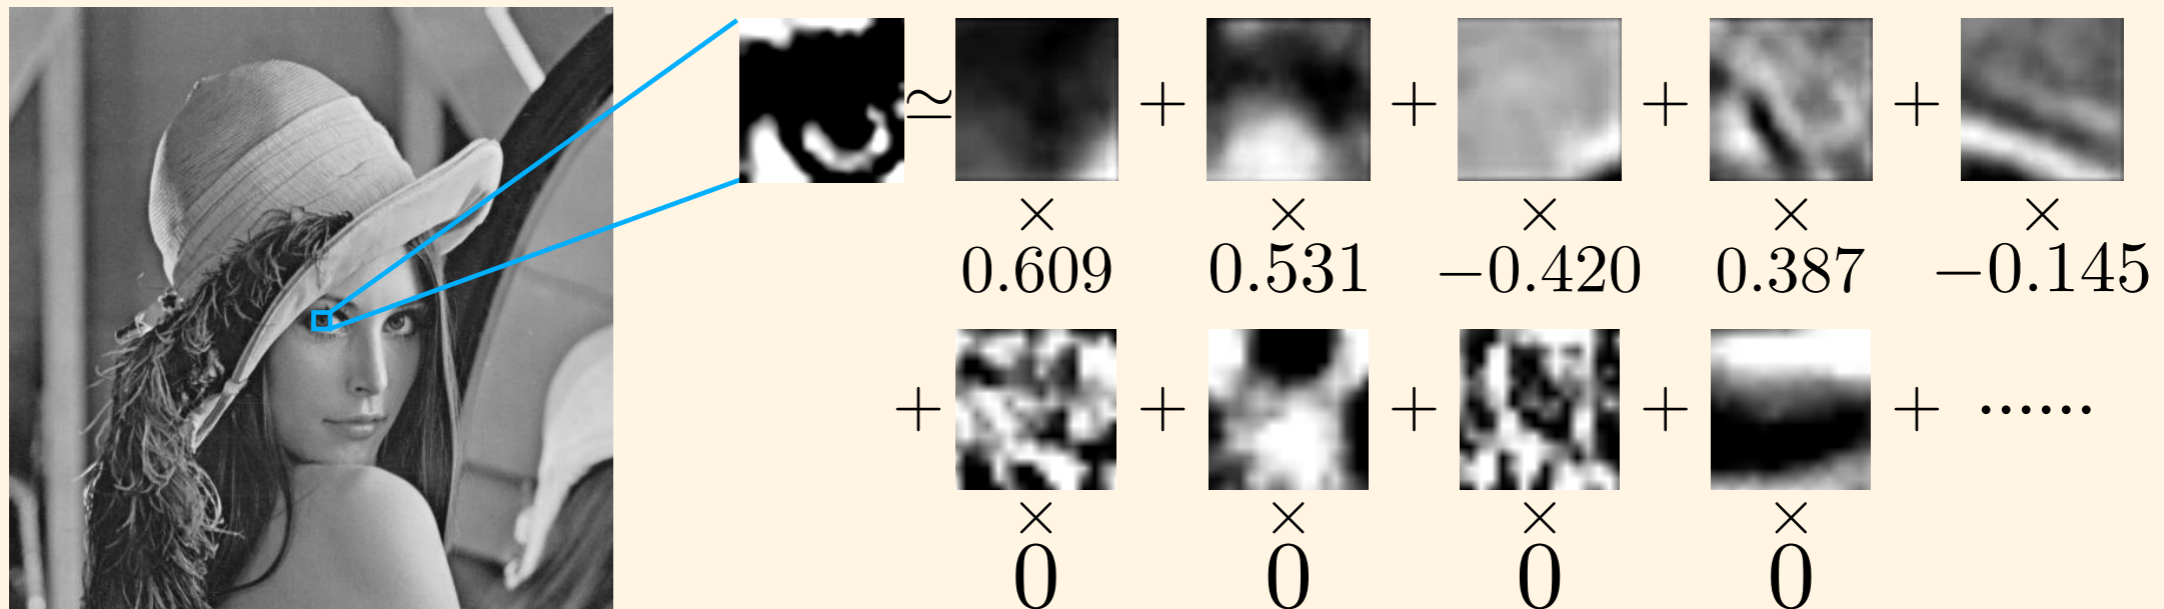 ≃ + + + +
× × × × ×
0.609 0.531 −0.420 0.387 −0.145
+ + + + + ......
× × × ×
0 0 0 0